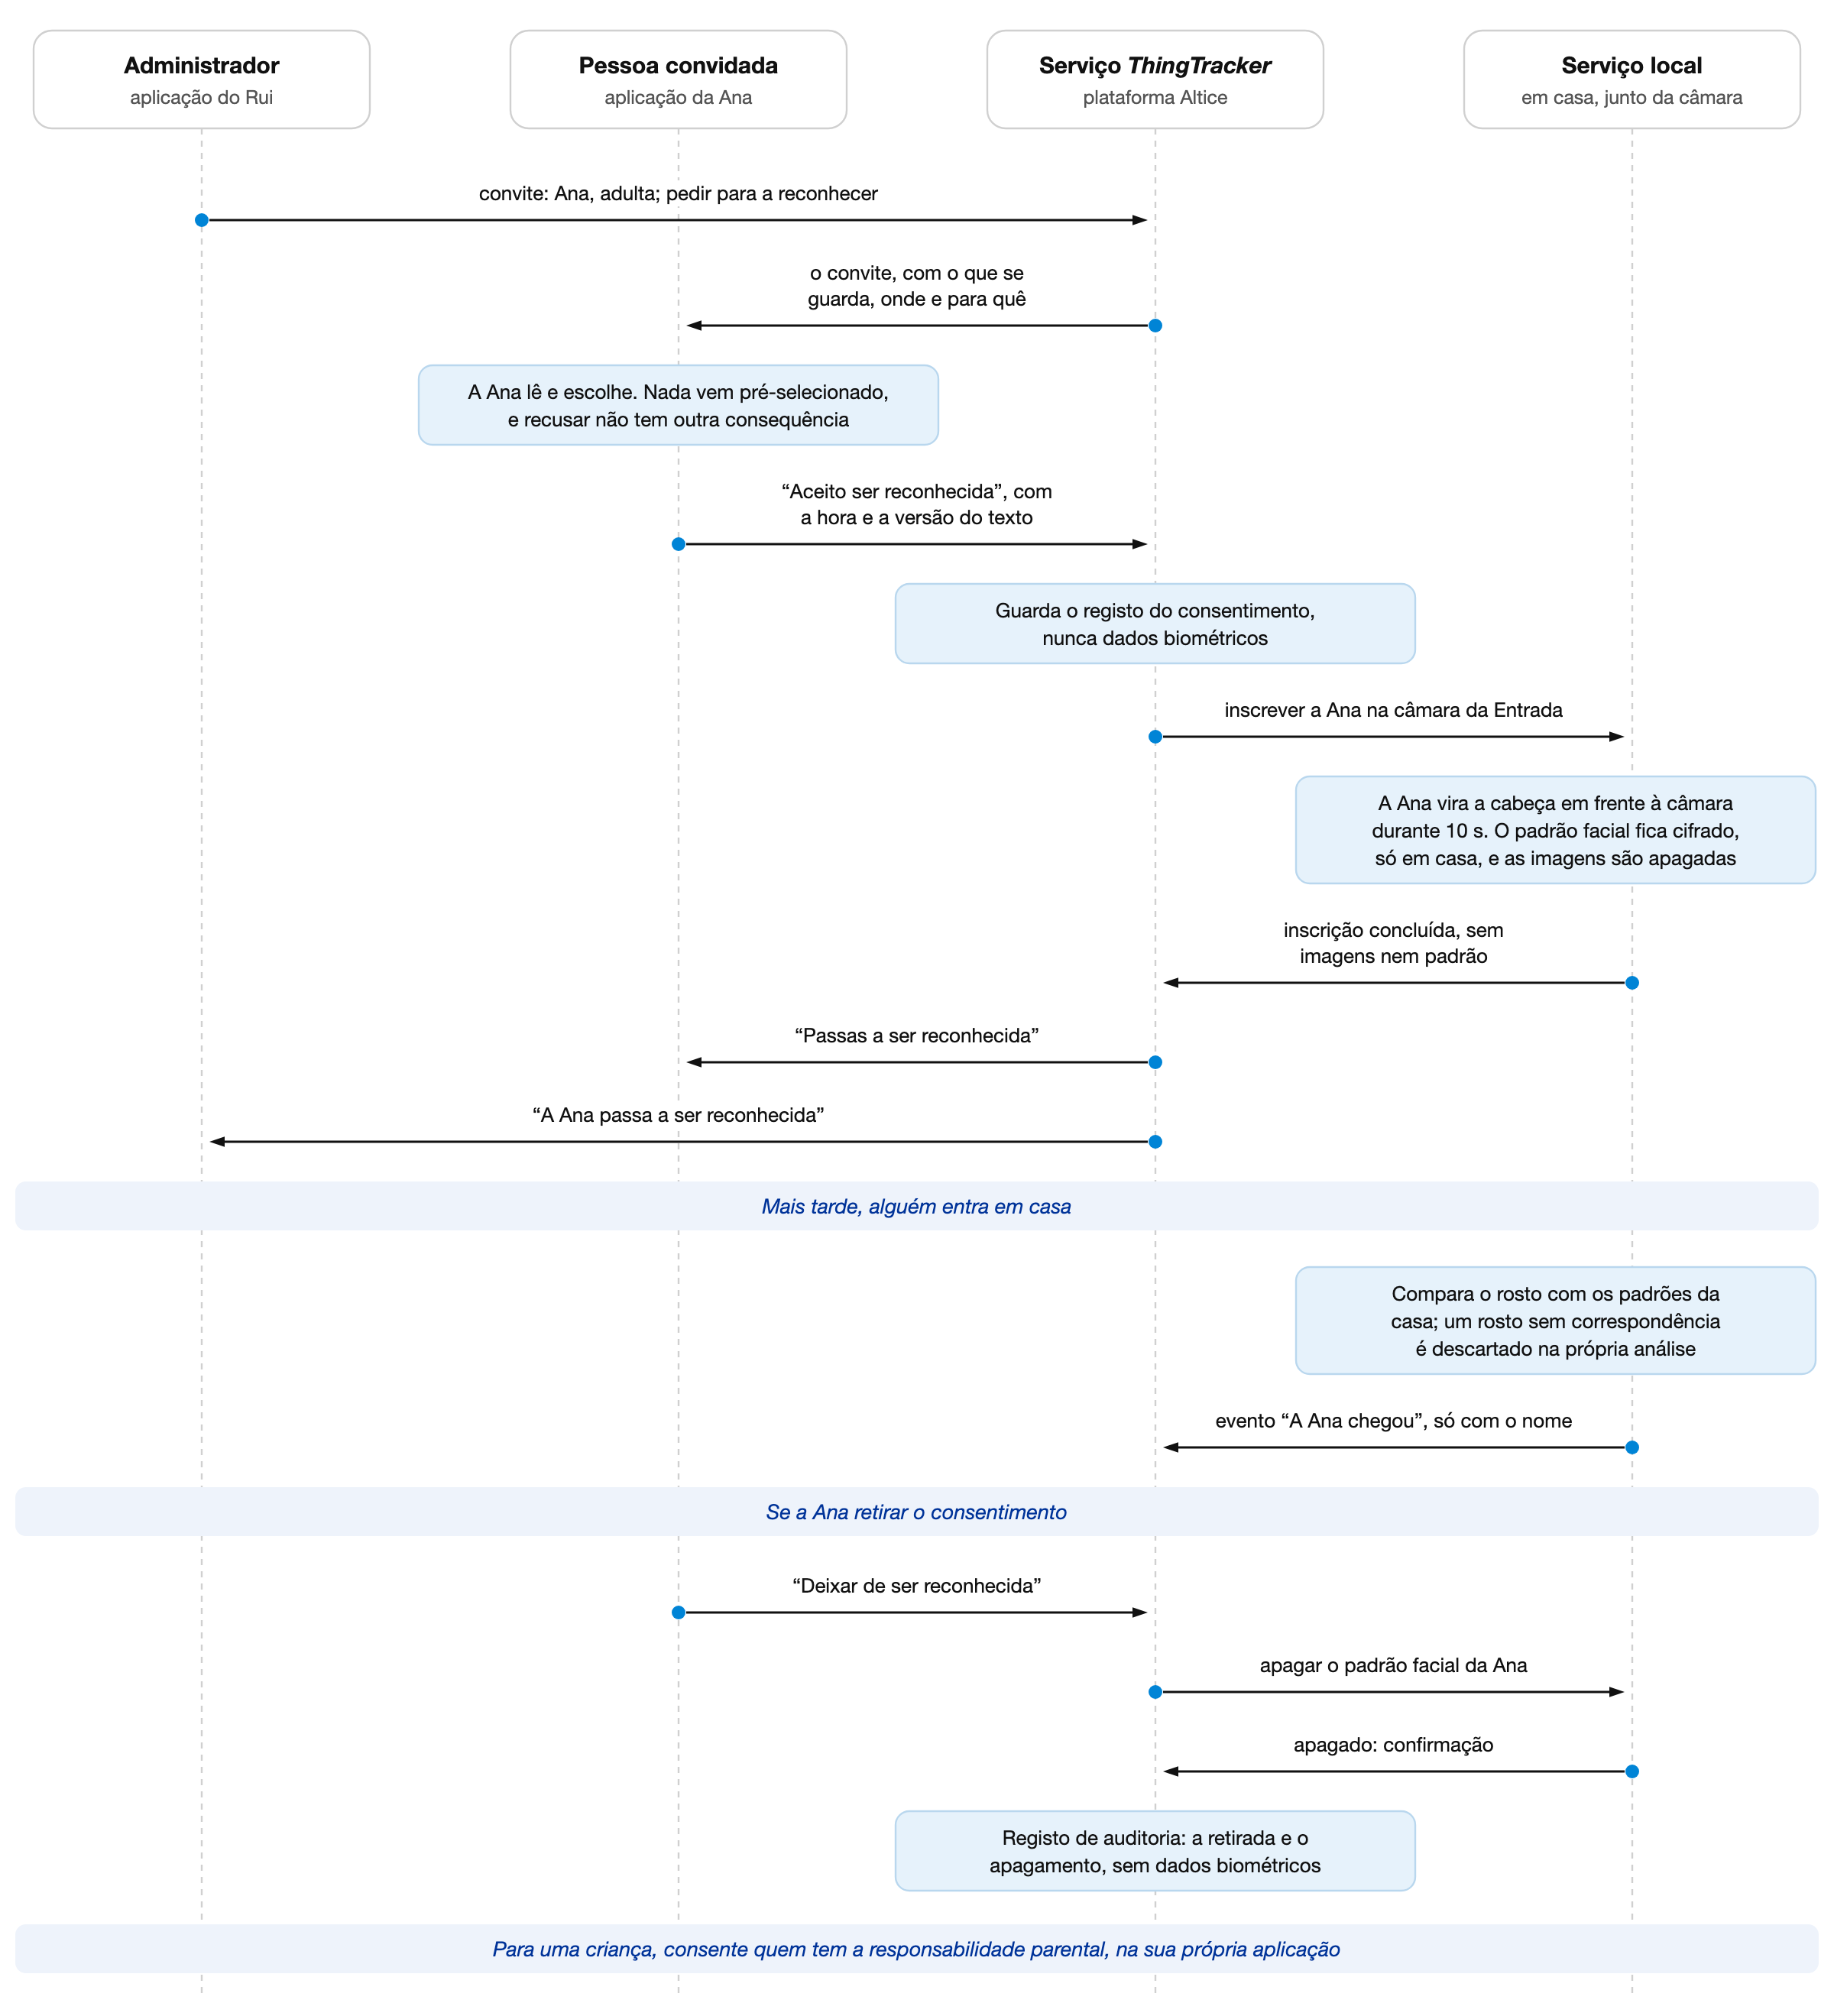 Administrador
aplicação do Rui
Pessoa convidada
aplicação da Ana
Serviço ThingTracker
plataforma Altice
Serviço local
em casa, junto da câmara
convite: Ana, adulta; pedir para a reconhecer
o convite, com o que se
guarda, onde e para quê
A Ana lê e escolhe. Nada vem pré-selecionado,
e recusar não tem outra consequência
“Aceito ser reconhecida”, com
a hora e a versão do texto
Guarda o registo do consentimento,
nunca dados biométricos
inscrever a Ana na câmara da Entrada
A Ana vira a cabeça em frente à câmara
durante 10 s. O padrão facial fica cifrado,
só em casa, e as imagens são apagadas
inscrição concluída, sem
imagens nem padrão
“Passas a ser reconhecida”
“A Ana passa a ser reconhecida”
Mais tarde, alguém entra em casa
Compara o rosto com os padrões da
casa; um rosto sem correspondência
é descartado na própria análise
evento “A Ana chegou”, só com o nome
Se a Ana retirar o consentimento
“Deixar de ser reconhecida”
apagar o padrão facial da Ana
apagado: confirmação
Registo de auditoria: a retirada e o
apagamento, sem dados biométricos
Para uma criança, consente quem tem a responsabilidade parental, na sua própria aplicação